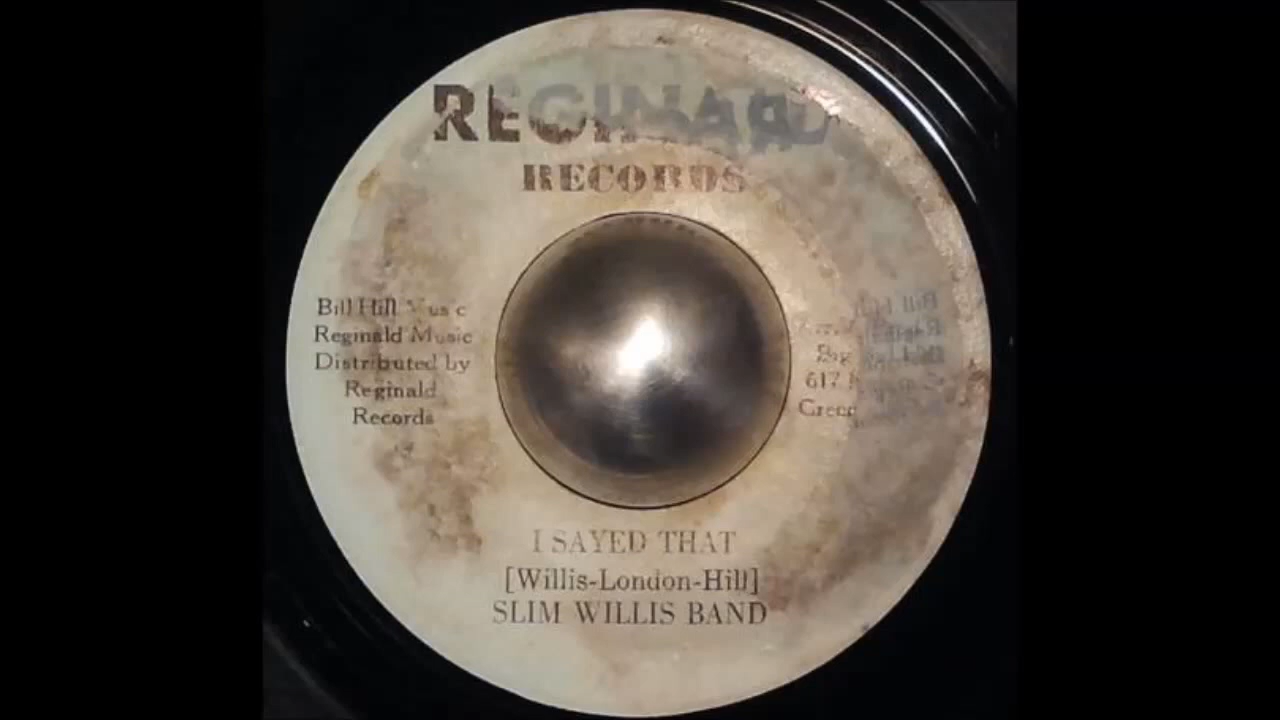 REGINALD
RECORDS
Bill Hill Music
Reginald Music
Distributed by
Reginald
Records
617
I SAYED THAT
[Willis-London-Hill]
SLIM WILLIS BAND